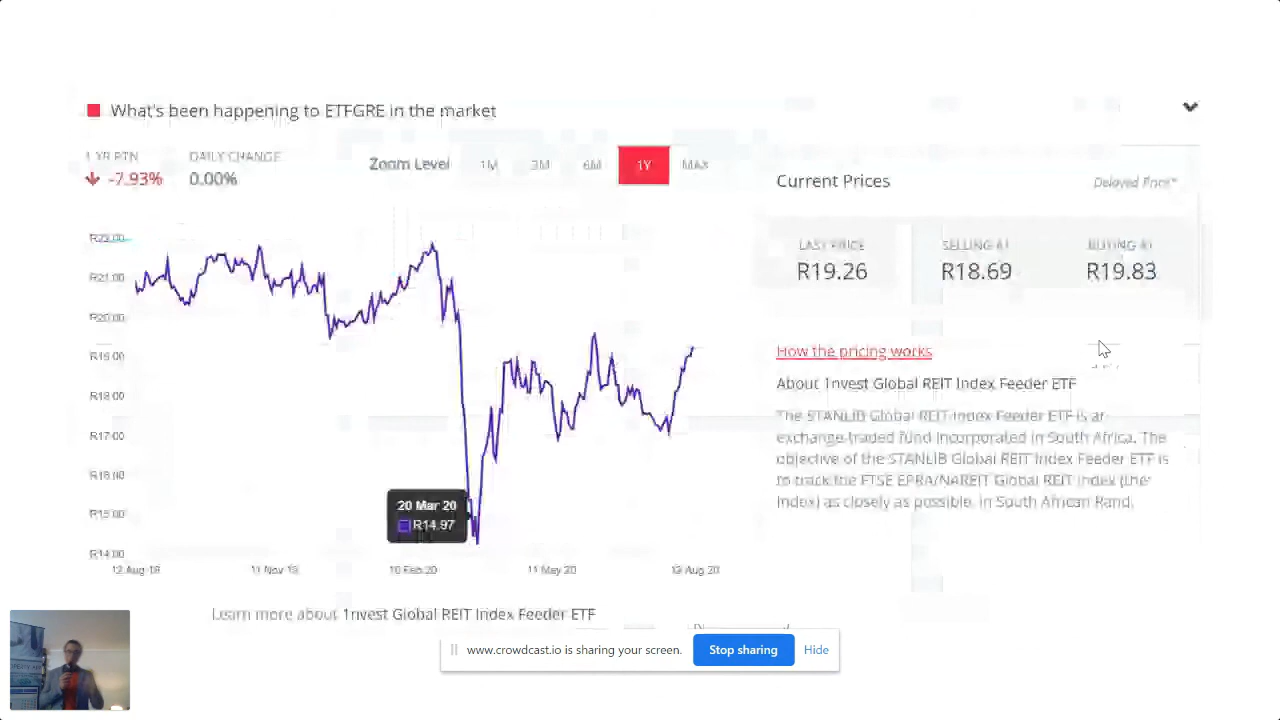 What's been happening to ETFGRE in the market
1 YR RTN
DAILY CHANGE
-7.93%
0.00%
Zoom Level
1M
3M
6M
1Y
MAX
Current Prices
Delayed Price*
LAST PRICE
SELLING AT
BUYING AT
R19.26
R18.69
R19.83
R22.00
R21.00
R20.00
R19.00
R18.00
R17.00
R16.00
R15.00
R14.00
20 Mar 20
R14.97
11 Nov 19
10 Feb 20
11 May 20
How the pricing works
About 1nvest Global REIT Index Feeder ETF
The STANLIB Global REIT Index Feeder ETF is an
exchange-traded fund incorporated in South Africa. The
objective of the STANLIB Global REIT Index Feeder ETF is
to track the FTSE EPRA/NAREIT Global REIT Index (the
Index) as closely as possible, in South African Rand.
Learn more about 1nvest Global REIT Index Feeder ETF
www.crowdcast.io is sharing your screen.
Stop sharing
Hide